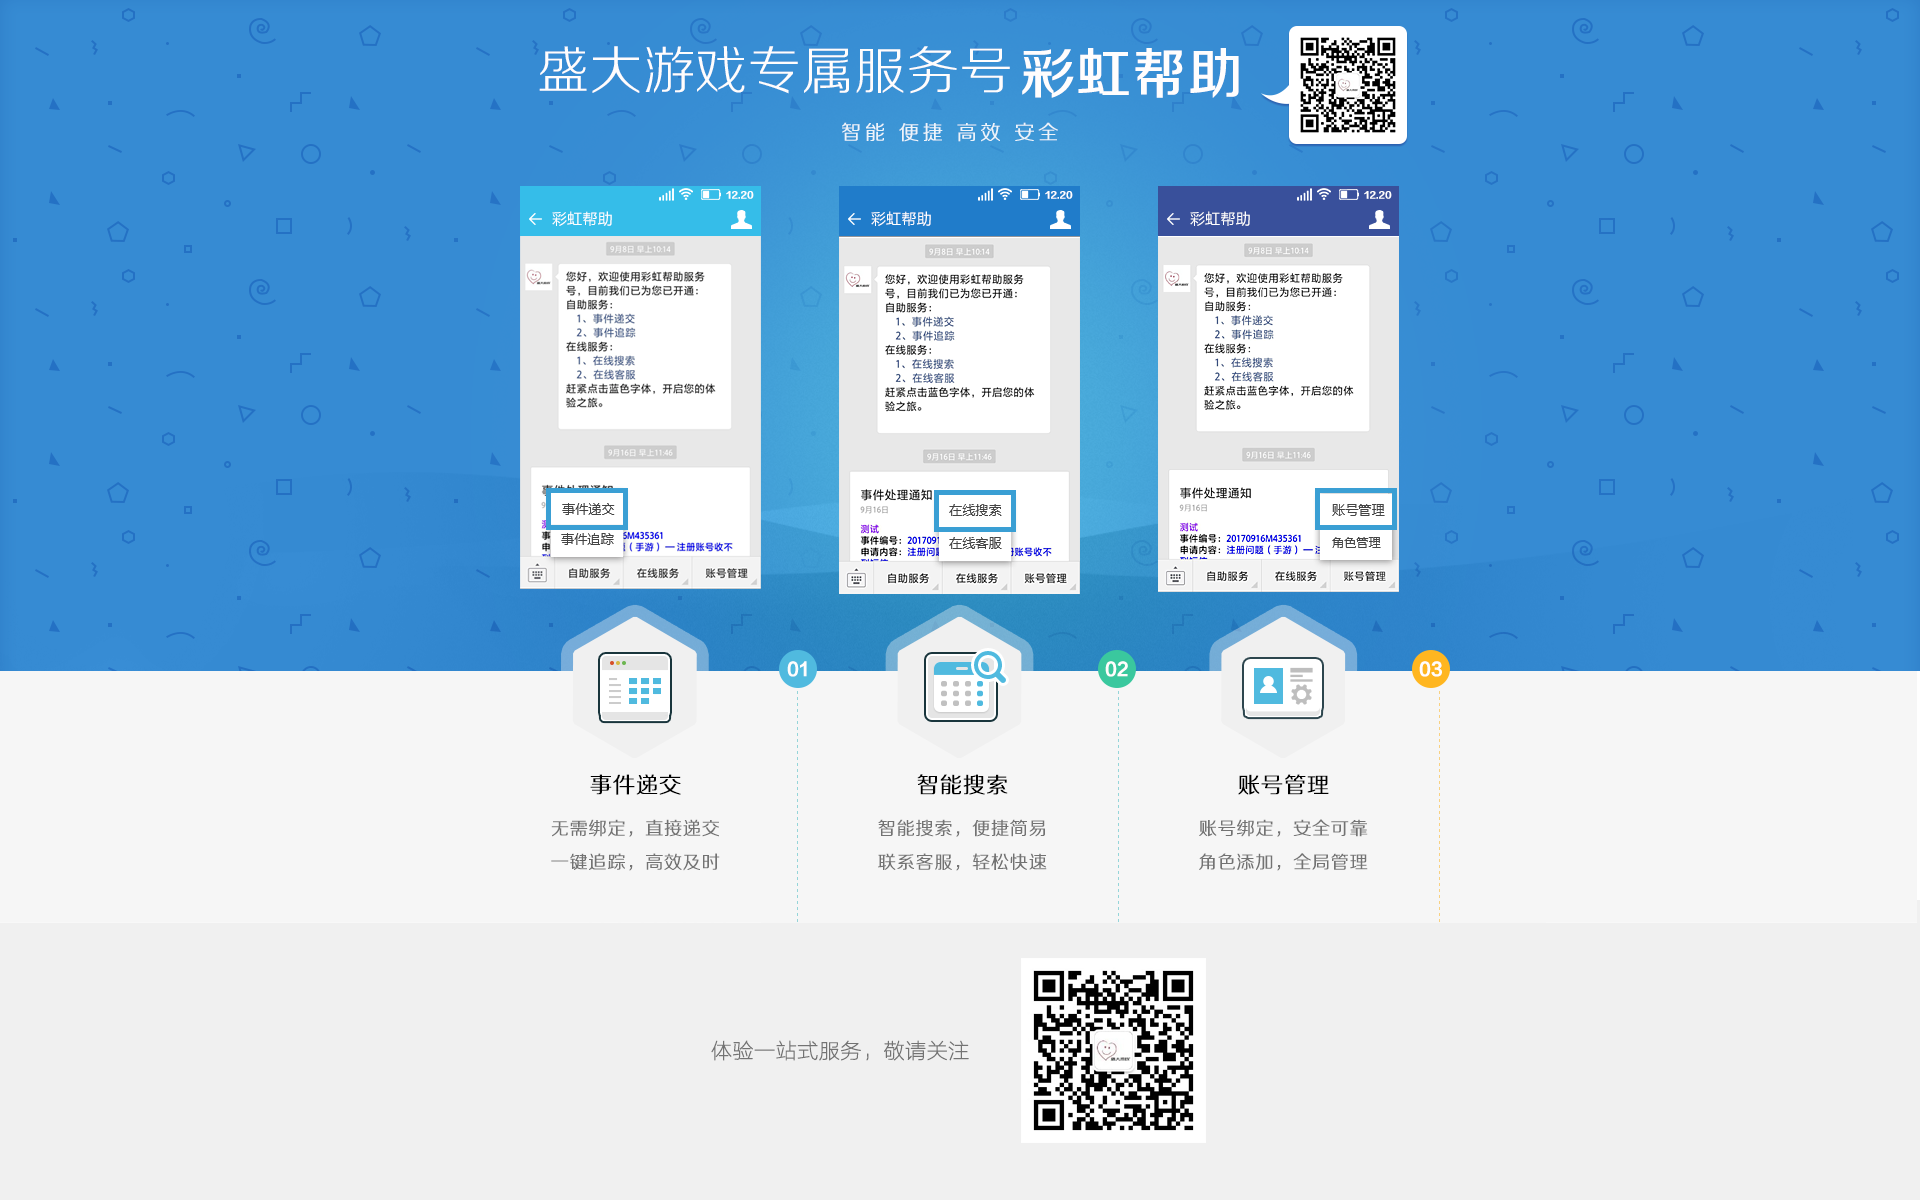 盛大游戏专属服务号 彩虹帮助
智能 便捷 高效 安全
12.20
彩虹帮助
9月8日 早上10:14
您好，欢迎使用彩虹帮助服务
号，目前我们已为您已开通：
自助服务：
1、事件递交
2、事件追踪
在线服务：
1、在线搜索
2、在线客服
赶紧点击蓝色字体，开启您的体
验之旅。
9月16日 早上11:46
事件递交
事件追踪
6M435361
（手游）— 注册账号收不
自助服务
在线服务
账号管理
12.20
彩虹帮助
9月8日 早上10:14
您好，欢迎使用彩虹帮助服务
号，目前我们已为您已开通：
自助服务：
1、事件递交
2、事件追踪
在线服务：
1、在线搜索
2、在线客服
赶紧点击蓝色字体，开启您的体
验之旅。
9月16日 早上11:46
事件处理通知
9月16日
测试
事件编号：2017091
申请内容：注册问
册账号收不
在线搜索
在线客服
自助服务
在线服务
账号管理
12.20
彩虹帮助
9月8日 早上10:14
您好，欢迎使用彩虹帮助服务
号，目前我们已为您已开通：
自助服务：
1、事件递交
2、事件追踪
在线服务：
1、在线搜索
2、在线客服
赶紧点击蓝色字体，开启您的体
验之旅。
9月16日 早上11:46
事件处理通知
9月16日
测试
事件编号：20170916M435361
申请内容：注册问题（手游）— 注
账号管理
角色管理
自助服务
在线服务
账号管理
01
02
03
事件递交
无需绑定，直接递交
一键追踪，高效及时
智能搜索
智能搜索，便捷简易
联系客服，轻松快速
账号管理
账号绑定，安全可靠
角色添加，全局管理
体验一站式服务，敬请关注